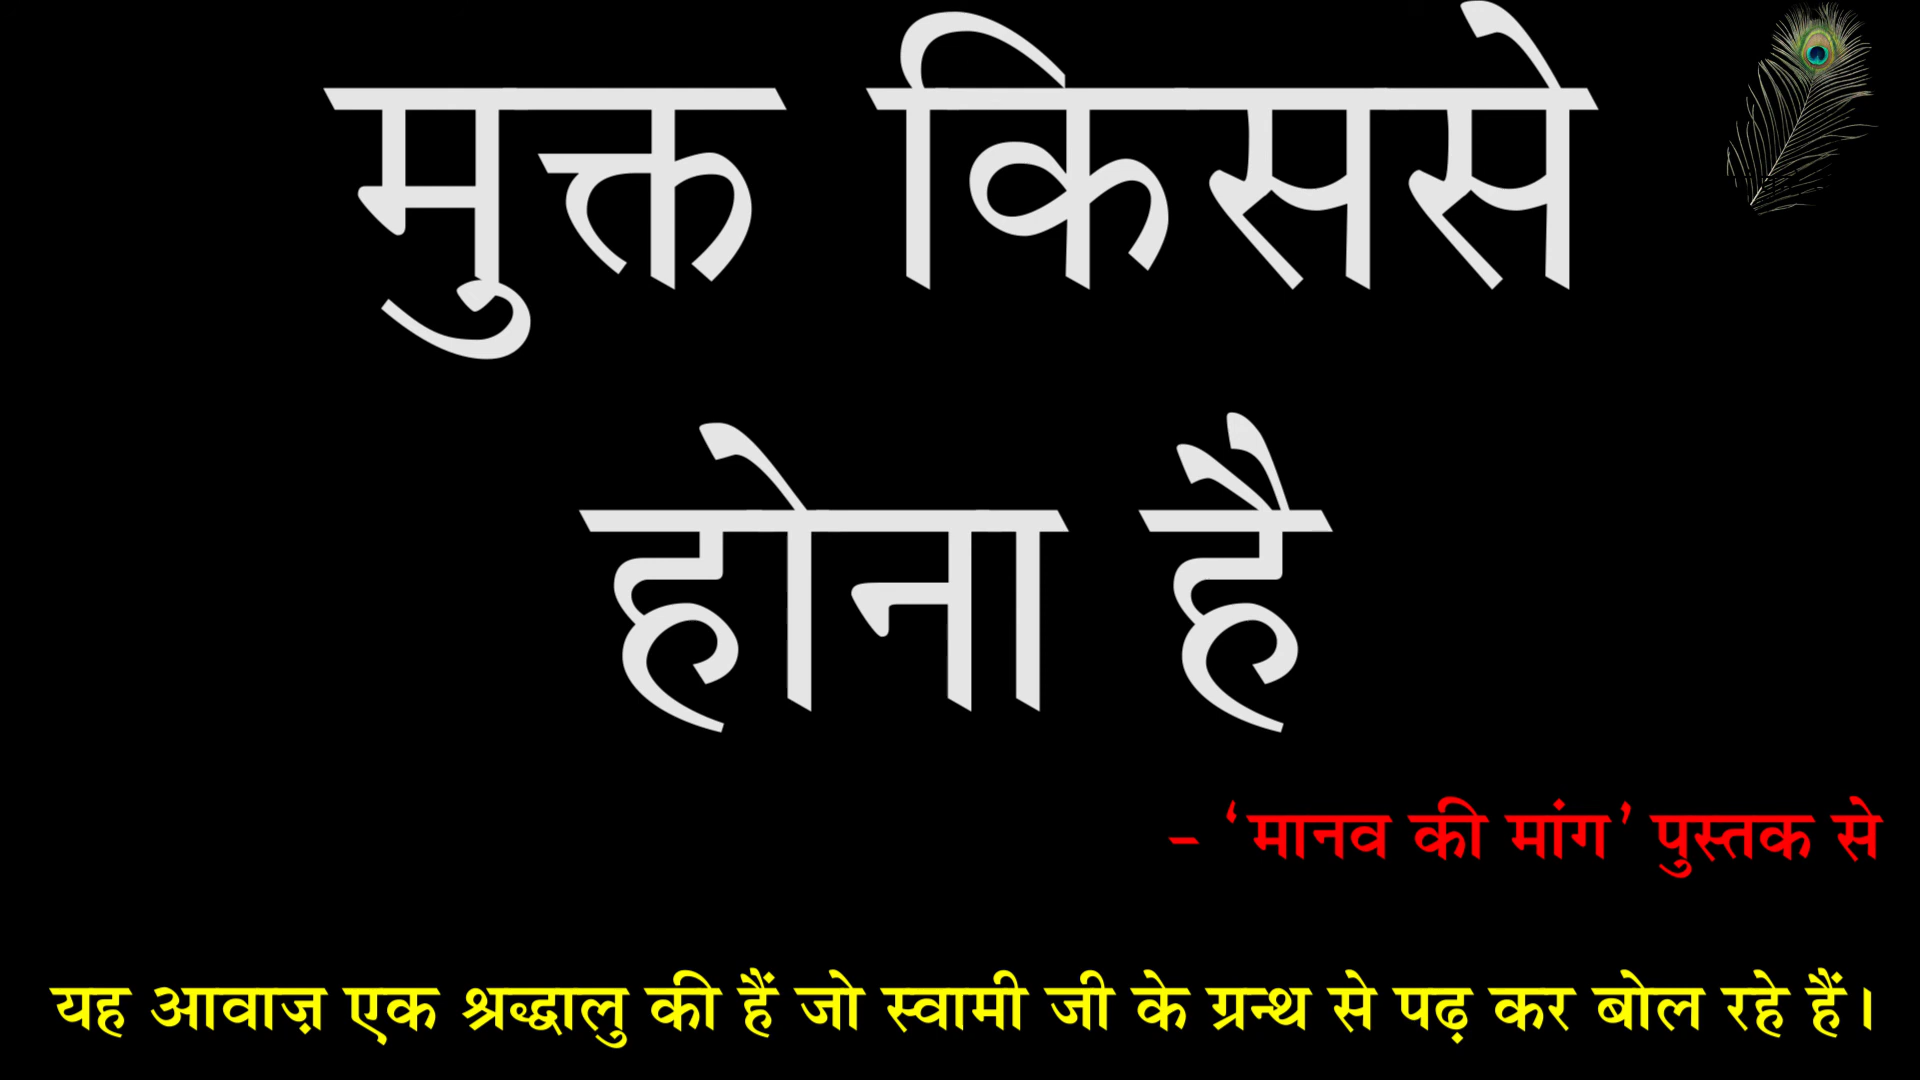 मुक्त किससे
होना है
- ‘मानव की मांग’ पुस्तक से
यह आवाज़ एक श्रद्धालु की हैं जो स्वामी जी के ग्रन्थ से पढ़ कर बोल रहे हैं।